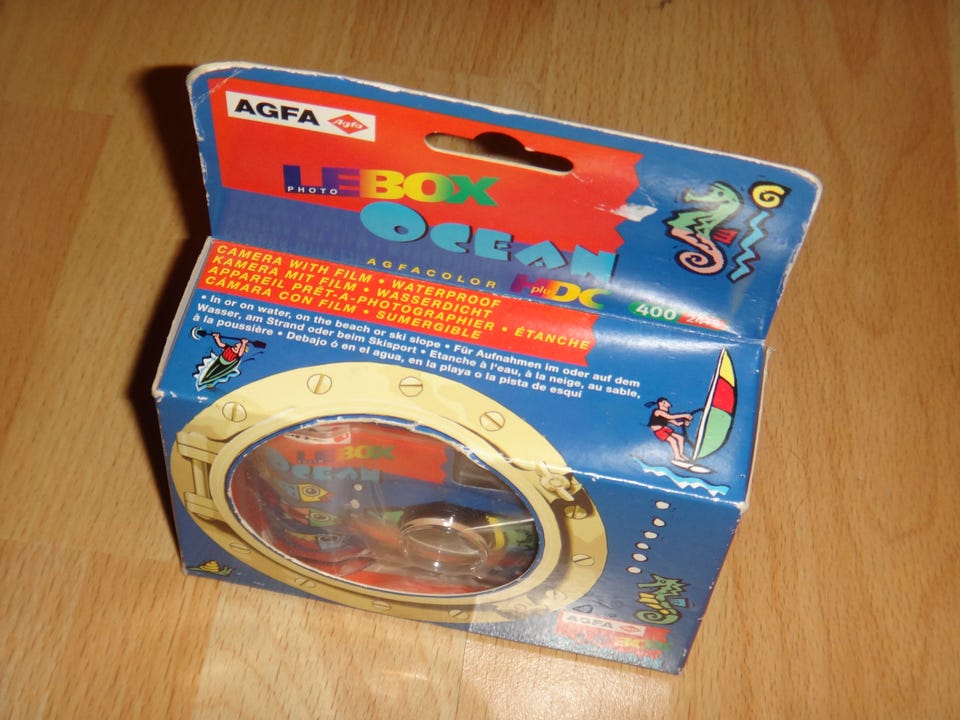 AGFA Agfa
LEBOX
PHOTO
OCEAN
AGFACOLOR HDC
plus
400
CAMERA WITH FILM • WATERPROOF
KAMERA MIT FILM • WASSERDICHT
APPAREIL PRÊT-A-PHOTOGRAPHIER • ÉTANCHE
CÁMARA CON FILM • SUMERGIBLE
• In or on water, on the beach or ski slope • Für Aufnahmen im oder auf dem
Wasser, am Strand oder beim Skisport • Etanche à l'eau, à la neige, au sable,
à la poussière • Debajo ó en el agua, en la playa o la pista de esqui
LEBOX
OCEAN
AGFA